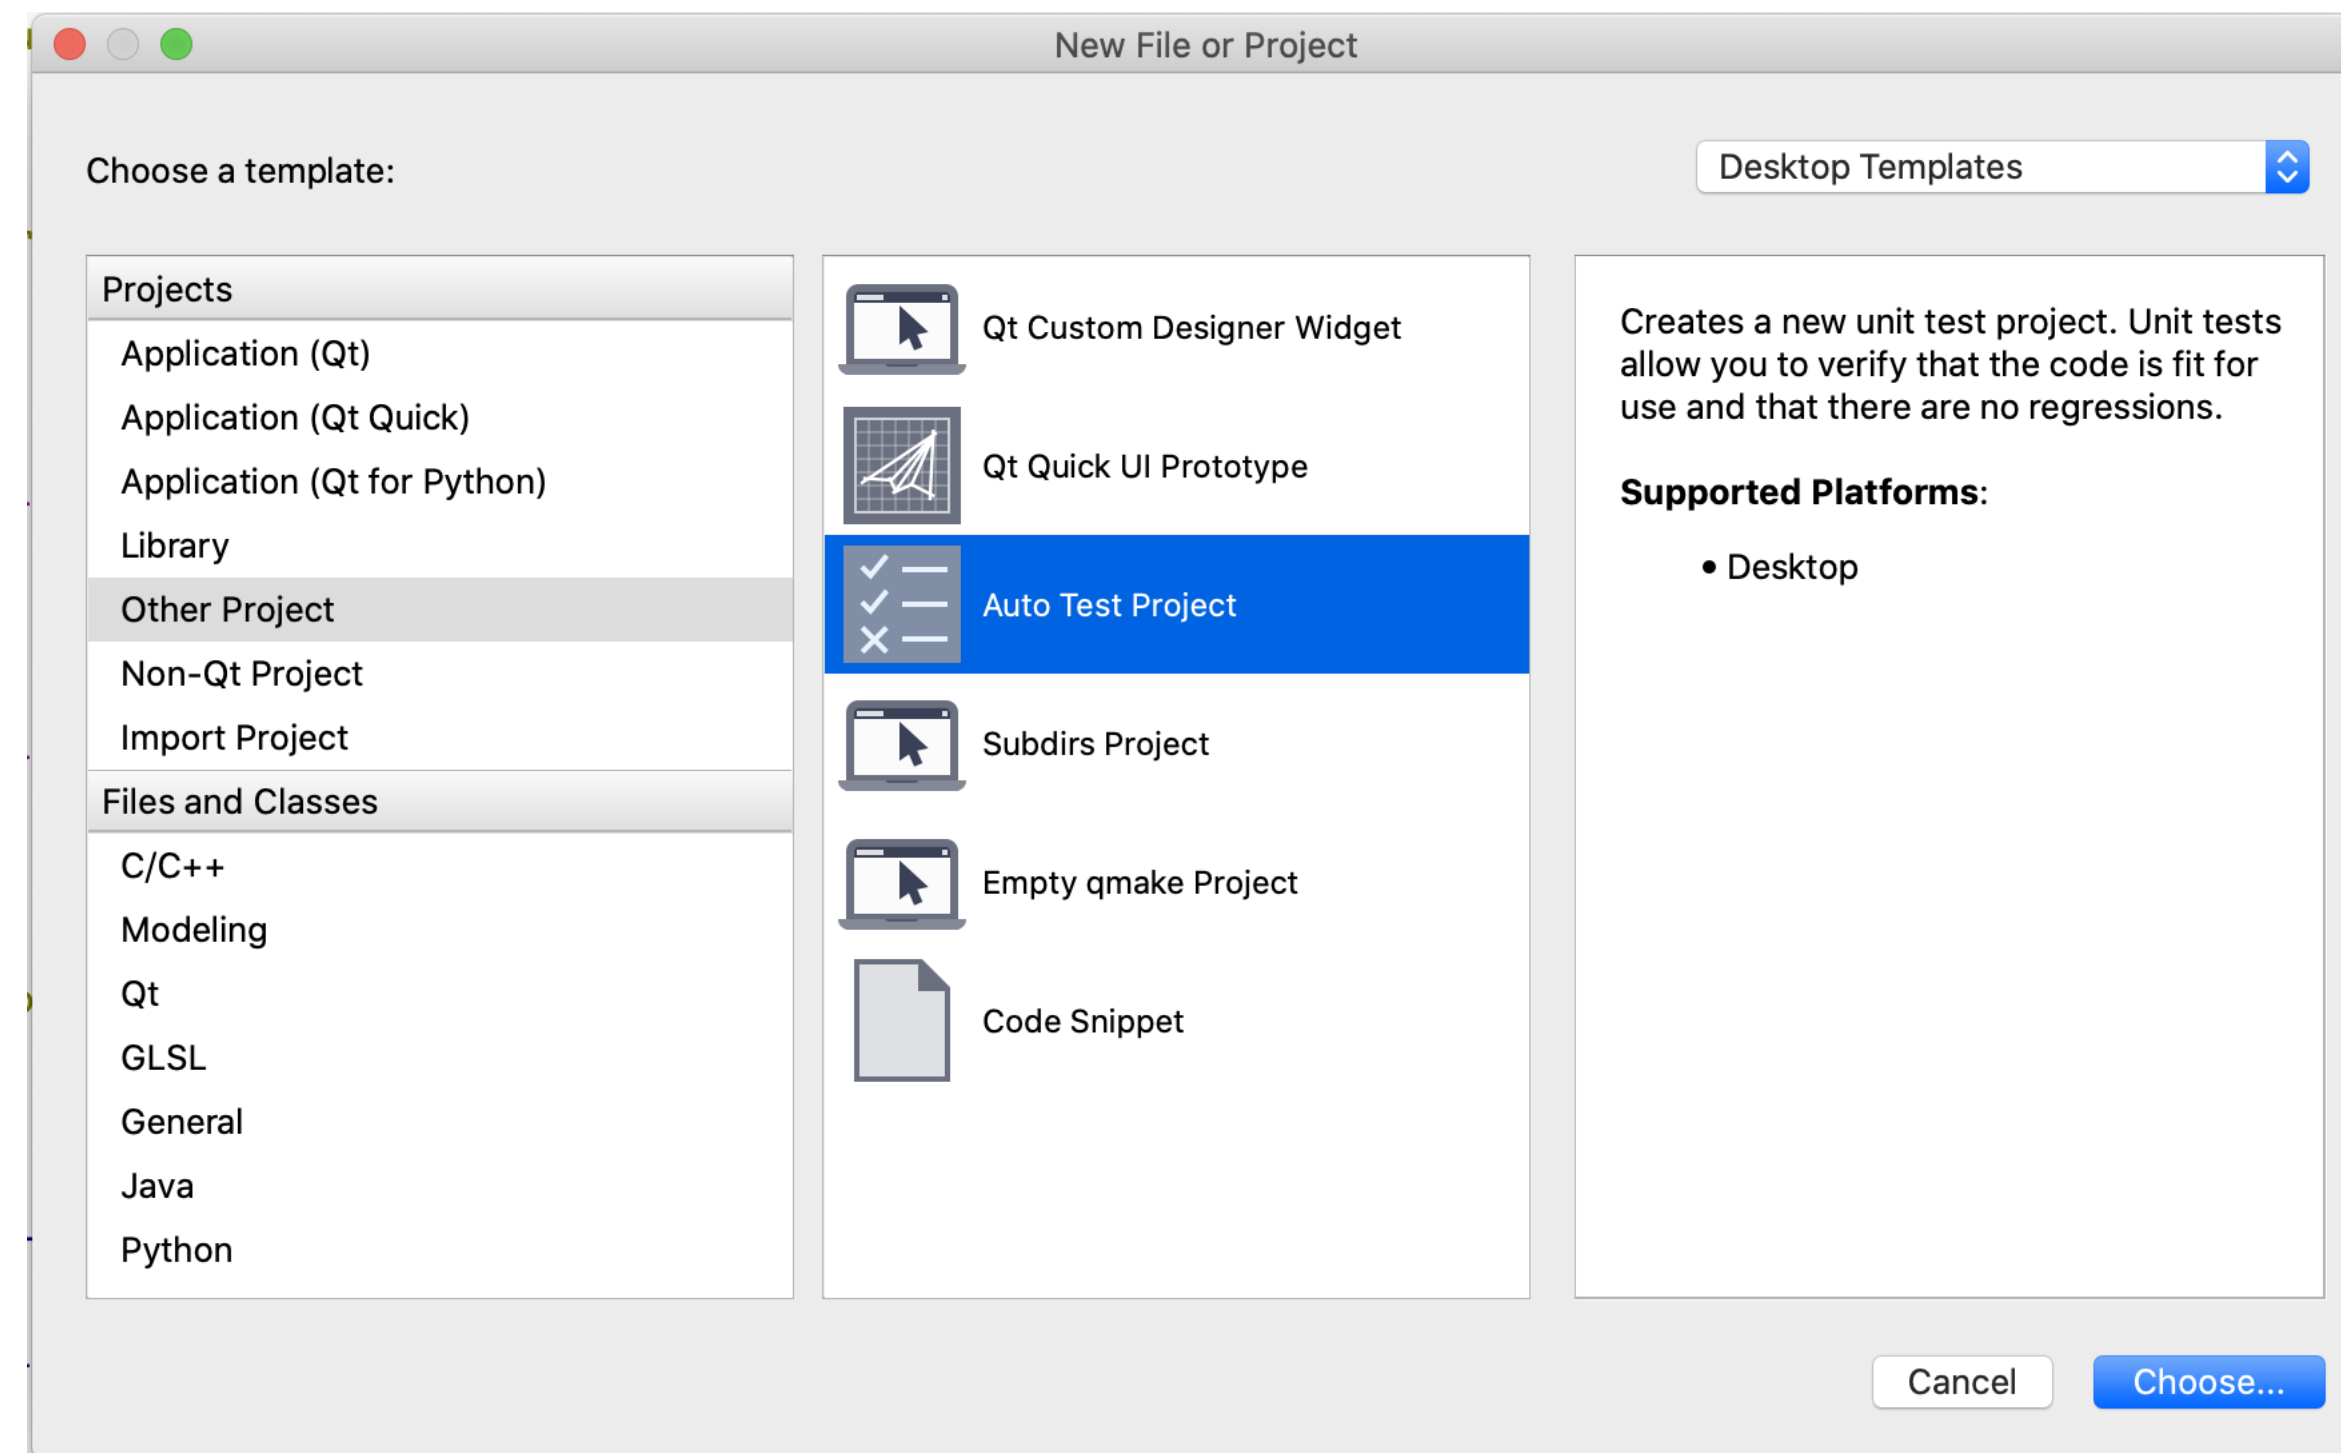 New File or Project
Choose a template:
Desktop Templates
Projects
Application (Qt)
Application (Qt Quick)
Application (Qt for Python)
Library
Other Project
Non-Qt Project
Import Project
Files and Classes
C/C++
Modeling
Qt
GLSL
General
Java
Python
Qt Custom Designer Widget
Qt Quick UI Prototype
Auto Test Project
Subdirs Project
Empty qmake Project
Code Snippet
Creates a new unit test project. Unit tests
allow you to verify that the code is fit for
use and that there are no regressions.
Supported Platforms:
• Desktop
Cancel
Choose...